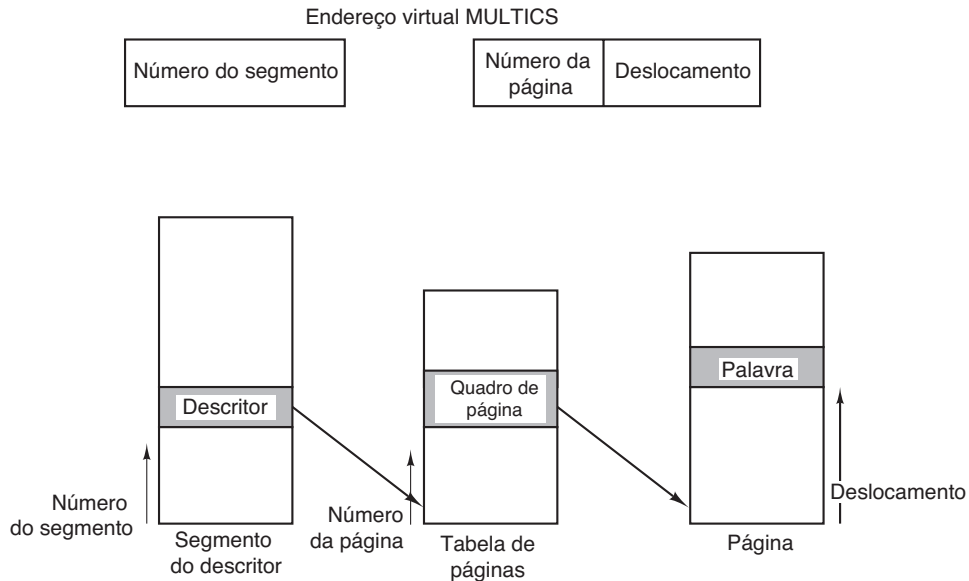 Endereço virtual MULTICS
Número do segmento
Número da
página
Deslocamento
Descritor
Quadro de
página
Palavra
Número
do segmento
Segmento
do descritor
Número
da página
Tabela de
páginas
Deslocamento
Página